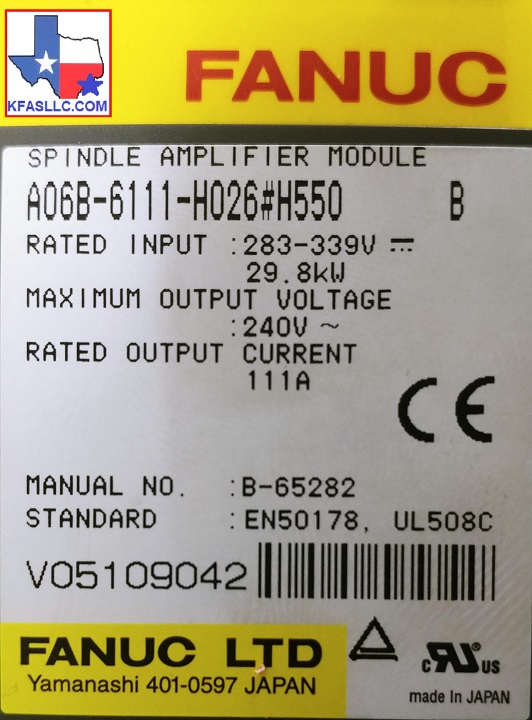 KFASLLC.COM
FANUC
SPINDLE AMPLIFIER MODULE
A06B-6111-H026#H550 B
RATED INPUT :283-339V ⎓
29.8kW
MAXIMUM OUTPUT VOLTAGE
:240V ~
RATED OUTPUT CURRENT
111A
CE
MANUAL NO. :B-65282
STANDARD :EN50178, UL508C
V05109042
FANUC LTD
Yamanashi 401-0597 JAPAN
c RU ® US
made In JAPAN